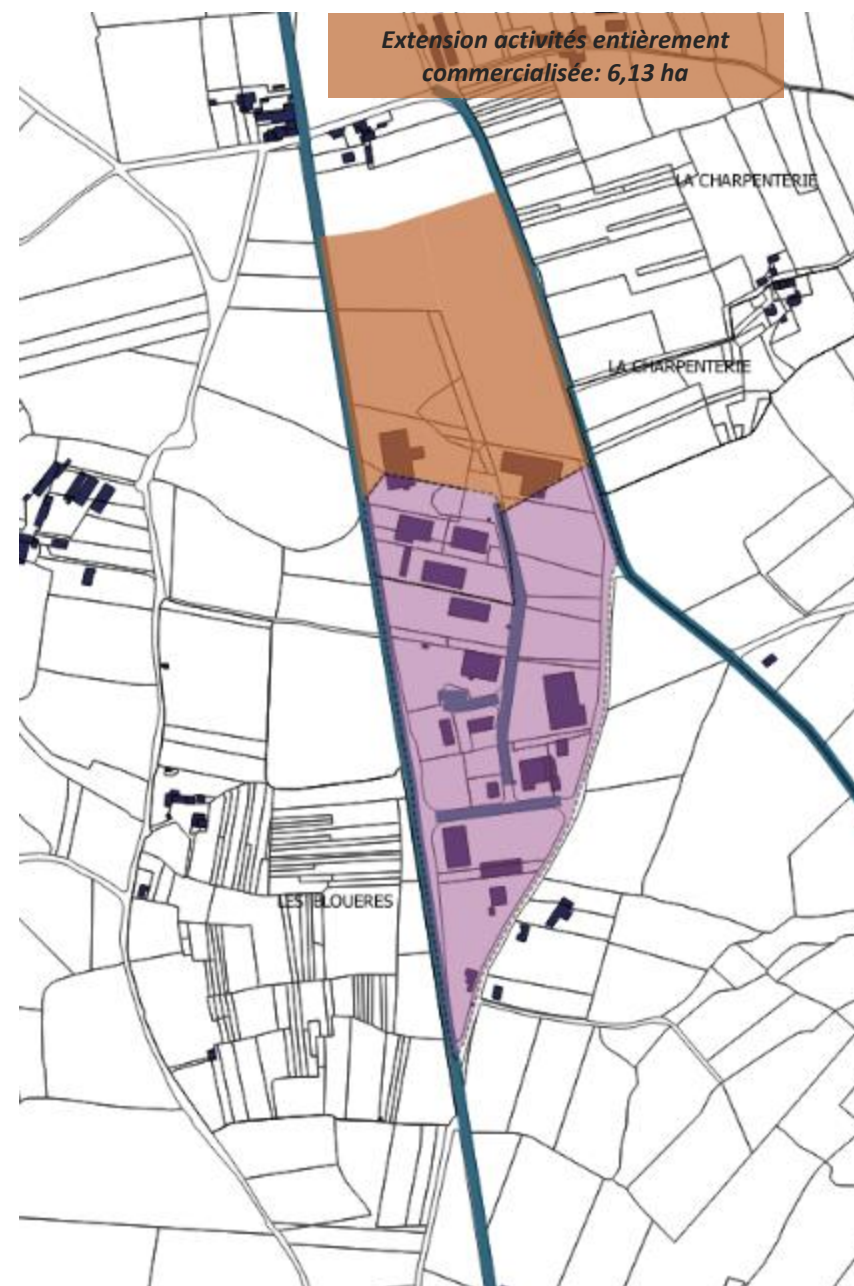 Extension activités entièrement
commercialisée: 6,13 ha
LA CHARPENTERIE
LA CHARPENTERIE
LES BLOUERES